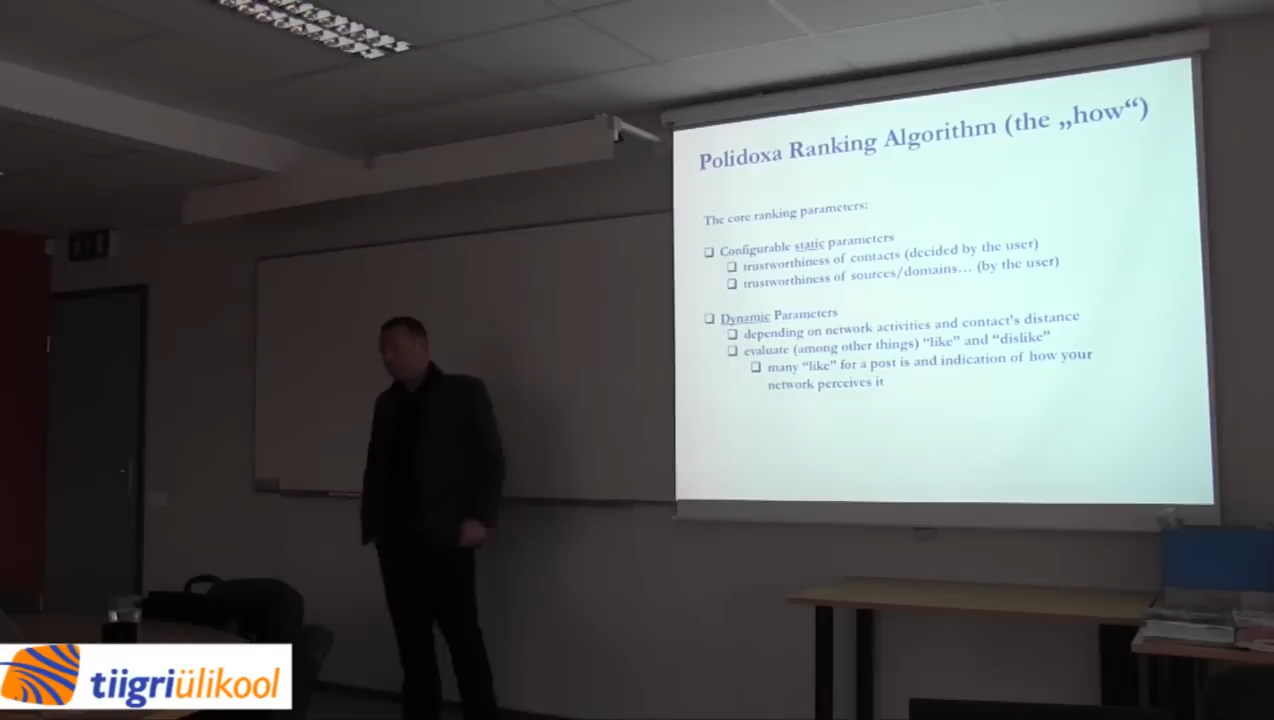 Polidoxa Ranking Algorithm (the „how“)
The core ranking parameters:
❑ Configurable static parameters
❑ trustworthiness of contacts (decided by the user)
❑ trustworthiness of sources/domains… (by the user)
❑ Dynamic Parameters
❑ depending on network activities and contact's distance
❑ evaluate (among other things) “like” and “dislike”
❑ many “like” for a post is and indication of how your
network perceives it
tiigriülikool